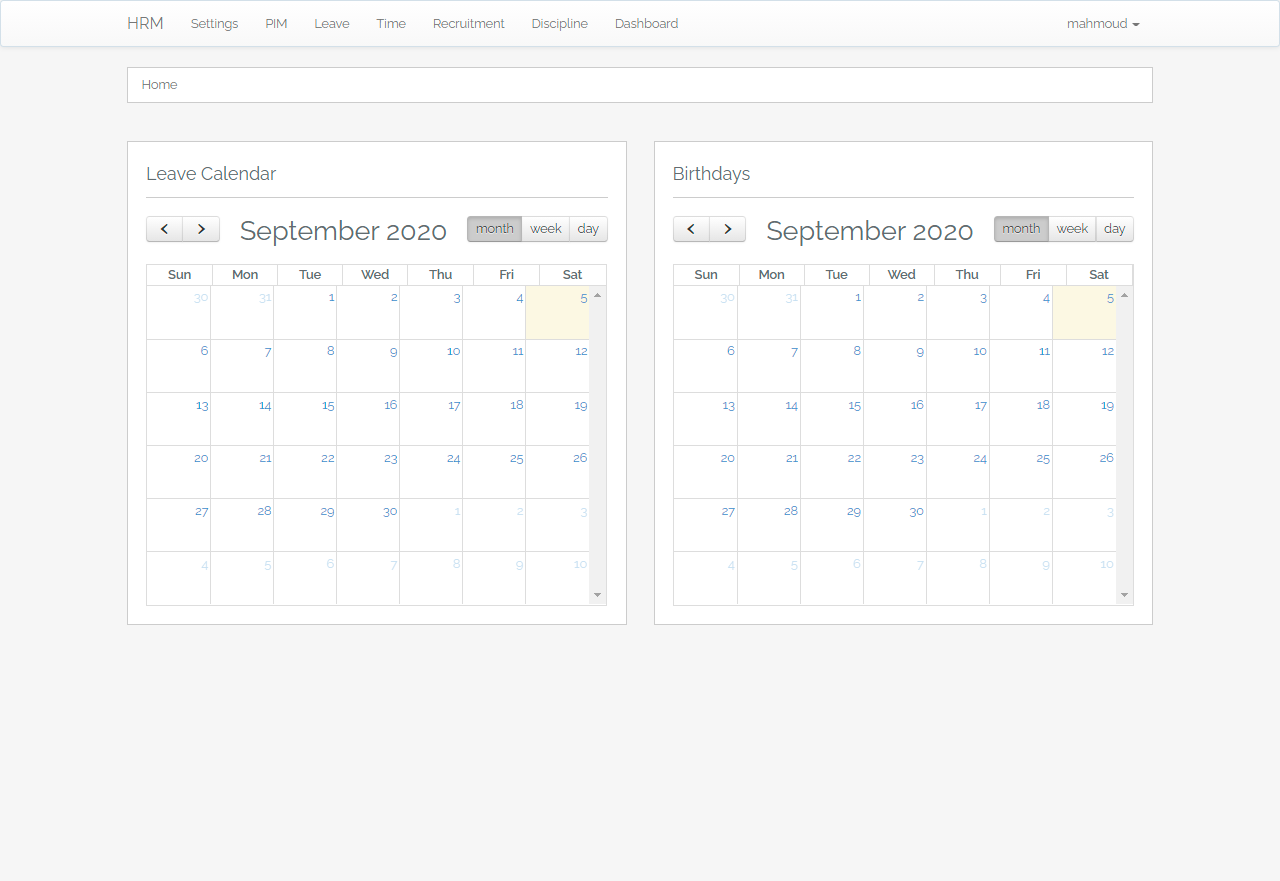 HRM Settings PIM Leave Time Recruitment Discipline Dashboard mahmoud
Home
Leave Calendar
September 2020 month week day
Sun Mon Tue Wed Thu Fri Sat
30 31 1 2 3 4 5
6 7 8 9 10 11 12
13 14 15 16 17 18 19
20 21 22 23 24 25 26
27 28 29 30 1 2 3
4 5 6 7 8 9 10
Birthdays
September 2020 month week day
Sun Mon Tue Wed Thu Fri Sat
30 31 1 2 3 4 5
6 7 8 9 10 11 12
13 14 15 16 17 18 19
20 21 22 23 24 25 26
27 28 29 30 1 2 3
4 5 6 7 8 9 10